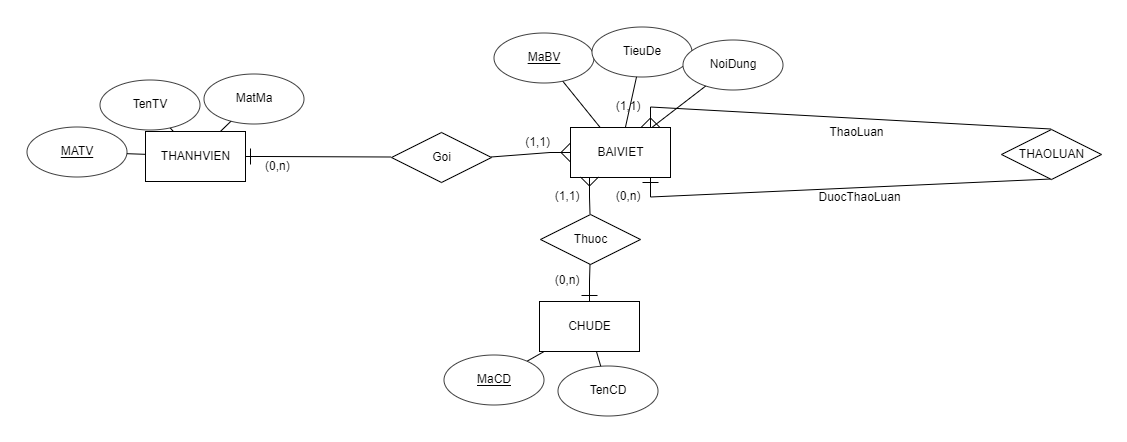 MaBV
TieuDe
NoiDung
TenTV
MatMa
MATV
THANHVIEN
(0,n)
Goi
(1,1)
BAIVIET
(1,1)
ThaoLuan
THAOLUAN
DuocThaoLuan
(0,n)
(1,1)
Thuoc
(0,n)
CHUDE
MaCD
TenCD